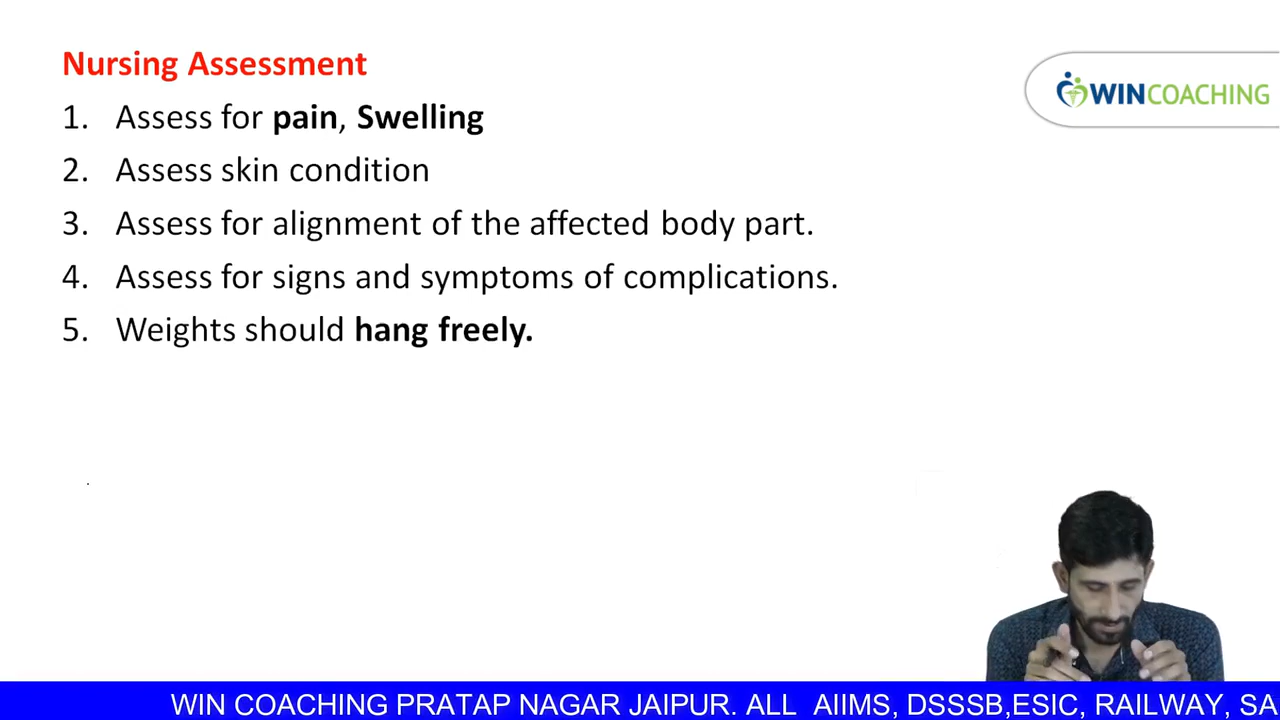 Nursing Assessment
WINCOACHING
1. Assess for pain, Swelling
2. Assess skin condition
3. Assess for alignment of the affected body part.
4. Assess for signs and symptoms of complications.
5. Weights should hang freely.
WIN COACHING PRATAP NAGAR JAIPUR. ALL AIIMS, DSSSB,ESIC, RAILWAY, SA